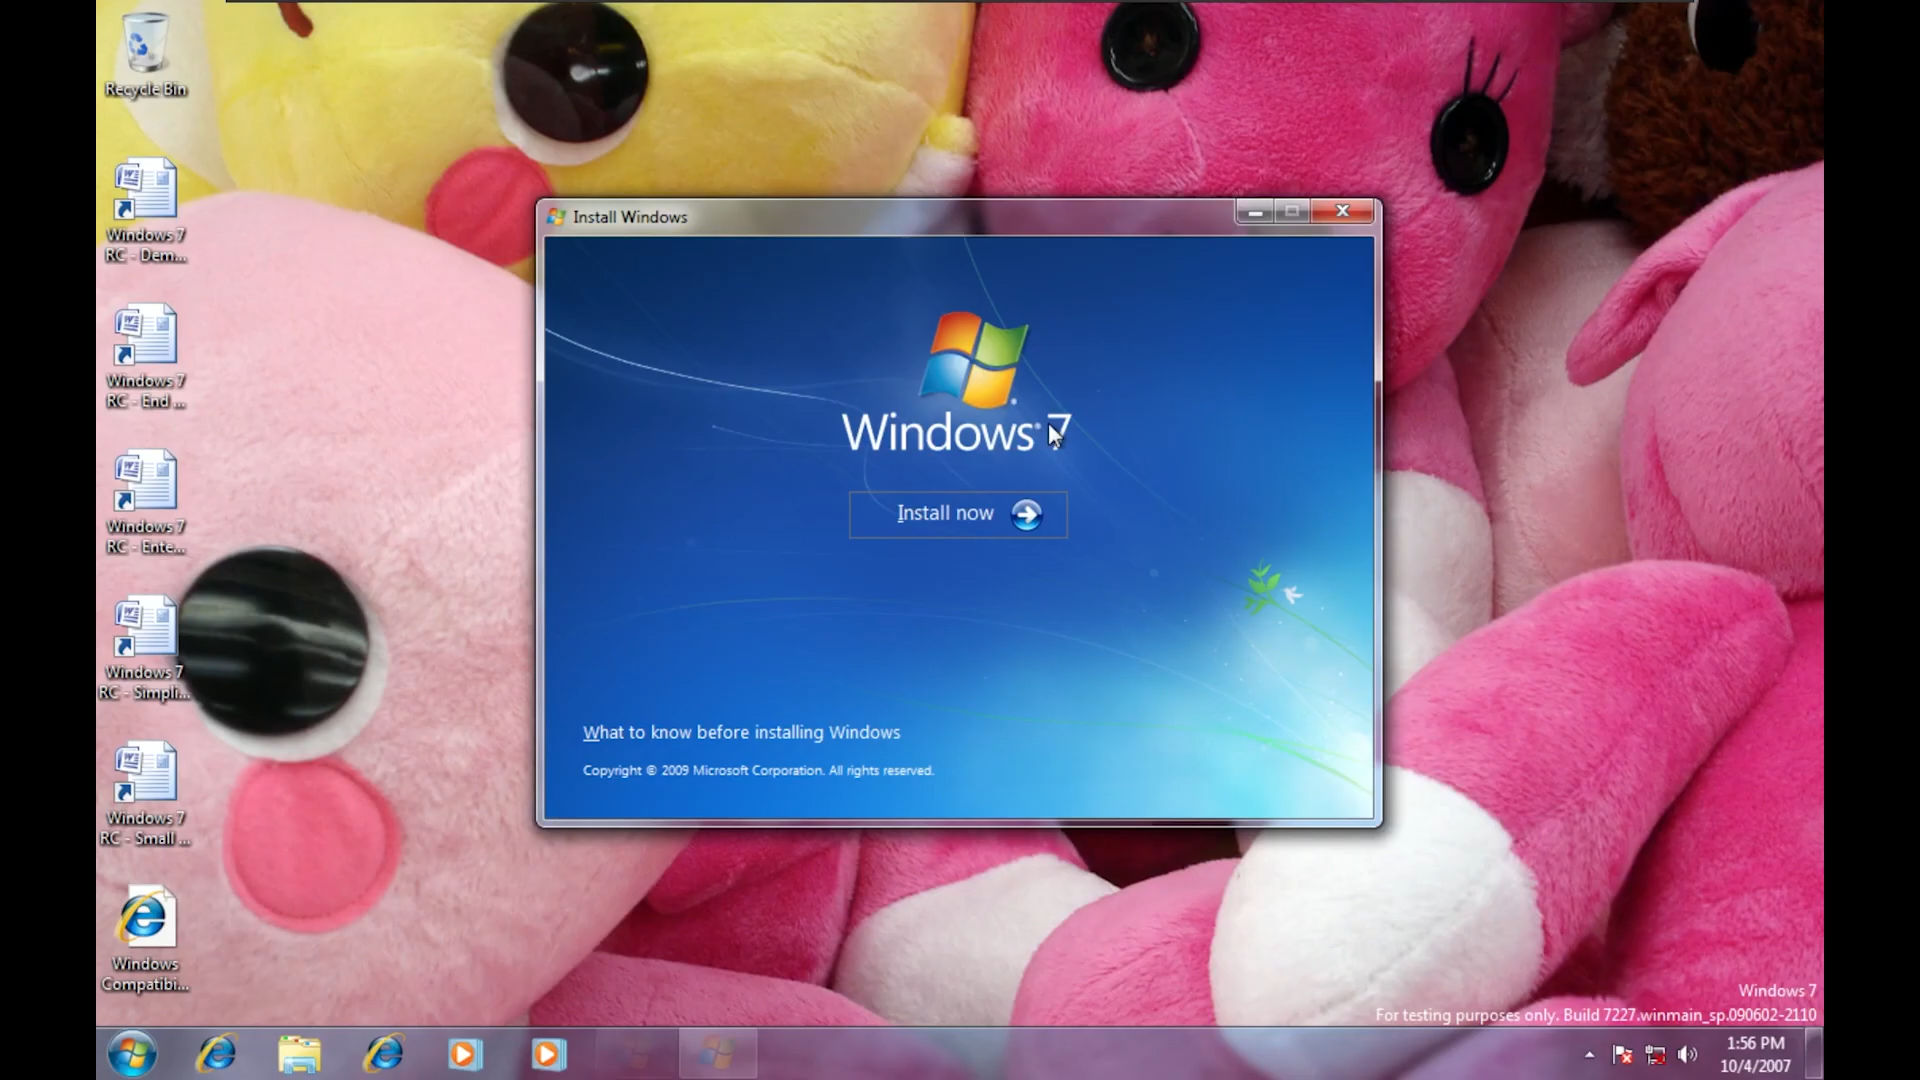 Recycle Bin
Windows 7
RC - Dem...
Windows 7
RC - End ...
Windows 7
RC - Ente...
Windows 7
RC - Simpli...
Windows 7
RC - Small ...
Windows
Compatibi...
Install Windows
Windows® 7
Install now
What to know before installing Windows
Copyright © 2009 Microsoft Corporation. All rights reserved.
Windows 7
For testing purposes only. Build 7227.winmain_sp.090602-2110
1:56 PM
10/4/2007